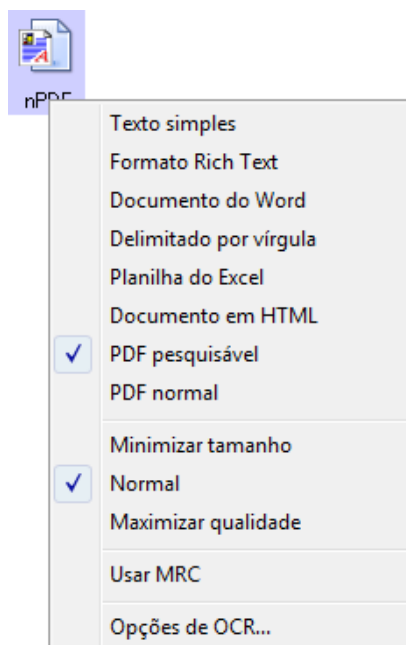 nPDF
Texto simples
Formato Rich Text
Documento do Word
Delimitado por vírgula
Planilha do Excel
Documento em HTML
PDF pesquisável
PDF normal
Minimizar tamanho
Normal
Maximizar qualidade
Usar MRC
Opções de OCR...